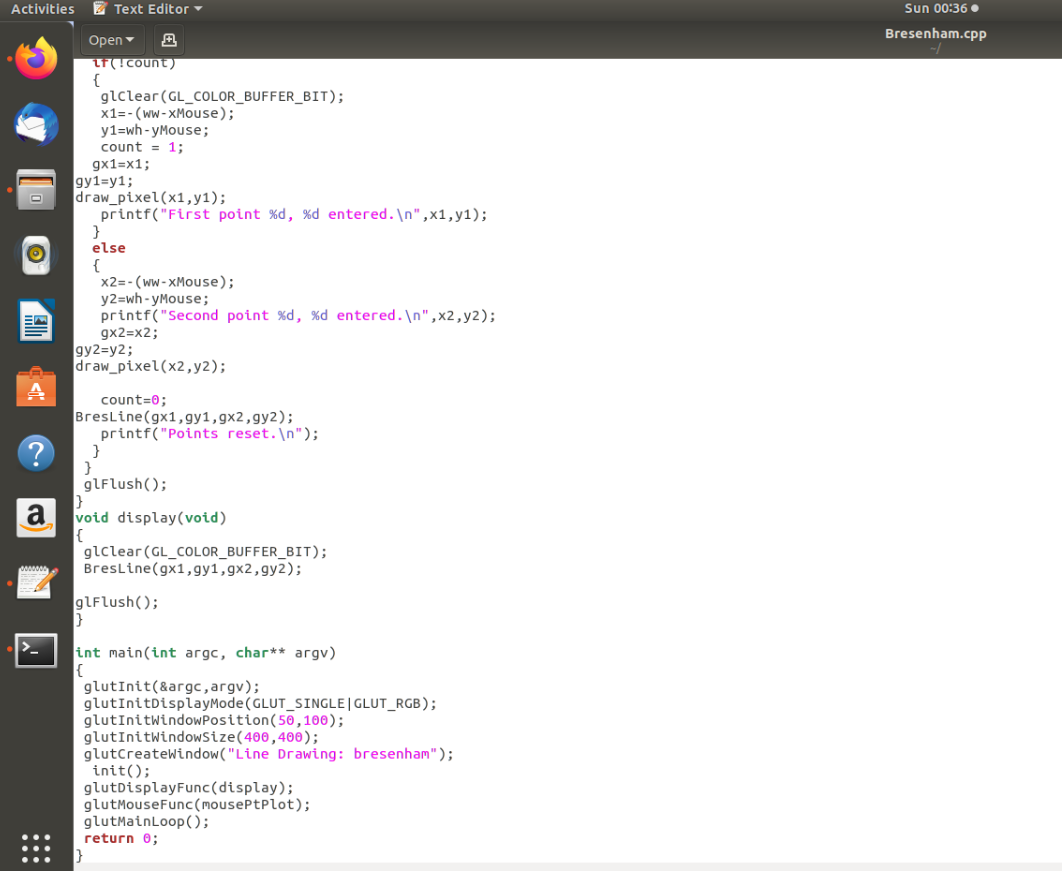 Activities Text Editor Sun 00:36
Open Bresenham.cpp
~/
if(!count)
{
glClear(GL_COLOR_BUFFER_BIT);
x1=-(ww-xMouse);
y1=wh-yMouse;
count = 1;
gx1=x1;
gy1=y1;
draw_pixel(x1,y1);
printf("First point %d, %d entered.\n",x1,y1);
}
else
{
x2=-(ww-xMouse);
y2=wh-yMouse;
printf("Second point %d, %d entered.\n",x2,y2);
gx2=x2;
gy2=y2;
draw_pixel(x2,y2);
count=0;
BresLine(gx1,gy1,gx2,gy2);
printf("Points reset.\n");
}
}
glFlush();
}
void display(void)
{
glClear(GL_COLOR_BUFFER_BIT);
BresLine(gx1,gy1,gx2,gy2);
glFlush();
}
int main(int argc, char** argv)
{
glutInit(&argc,argv);
glutInitDisplayMode(GLUT_SINGLE|GLUT_RGB);
glutInitWindowPosition(50,100);
glutInitWindowSize(400,400);
glutCreateWindow("Line Drawing: bresenham");
init();
glutDisplayFunc(display);
glutMouseFunc(mousePtPlot);
glutMainLoop();
return 0;
}